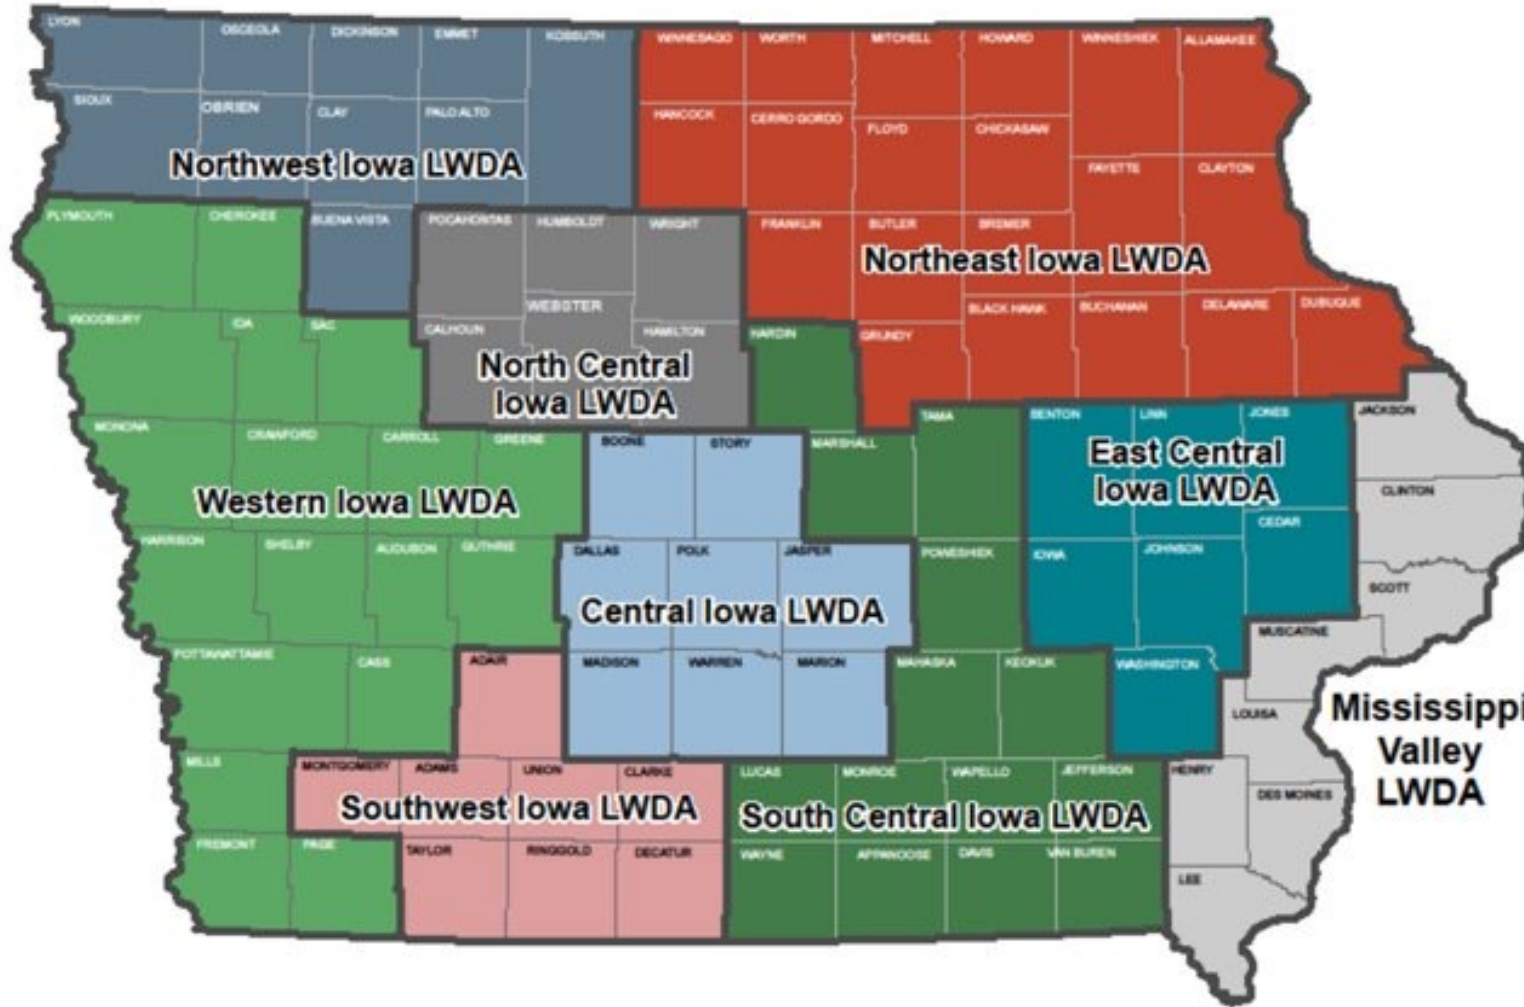 LYON
OSCEOLA
DICKINSON
EMMET
KOSSUTH
WINNEBAGO
WORTH
MITCHELL
HOWARD
WINNESHIEK
ALLAMAKEE
SIOUX
OBRIEN
CLAY
PALO ALTO
HANCOCK
CERRO GORDO
FLOYD
CHICKASAW
FAYETTE
CLAYTON
Northwest Iowa LWDA
PLYMOUTH
CHEROKEE
BUENA VISTA
POCAHONTAS
HUMBOLDT
WRIGHT
FRANKLIN
BUTLER
BREMER
Northeast Iowa LWDA
WOODBURY
IDA
SAC
CALHOUN
WEBSTER
HAMILTON
HARDIN
GRUNDY
BLACK HAWK
BUCHANAN
DELAWARE
DUBUQUE
North Central
Iowa LWDA
MONONA
CRAWFORD
CARROLL
GREENE
BOONE
STORY
MARSHALL
TAMA
BENTON
LINN
JONES
JACKSON
East Central
Iowa LWDA
Western Iowa LWDA
CLINTON
CEDAR
HARRISON
SHELBY
AUDUBON
GUTHRIE
DALLAS
POLK
JASPER
POWESHIEK
IOWA
JOHNSON
SCOTT
Central Iowa LWDA
MUSCATINE
POTTAWATTAMIE
CASS
ADAIR
MADISON
WARREN
MARION
MAHASKA
KEOKUK
WASHINGTON
LOUISA
Mississippi
Valley
LWDA
MILLS
MONTGOMERY
ADAMS
UNION
CLARKE
LUCAS
MONROE
WAPELLO
JEFFERSON
HENRY
DES MOINES
Southwest Iowa LWDA
South Central Iowa LWDA
FREMONT
PAGE
TAYLOR
RINGGOLD
DECATUR
WAYNE
APPANOOSE
DAVIS
VAN BUREN
LEE